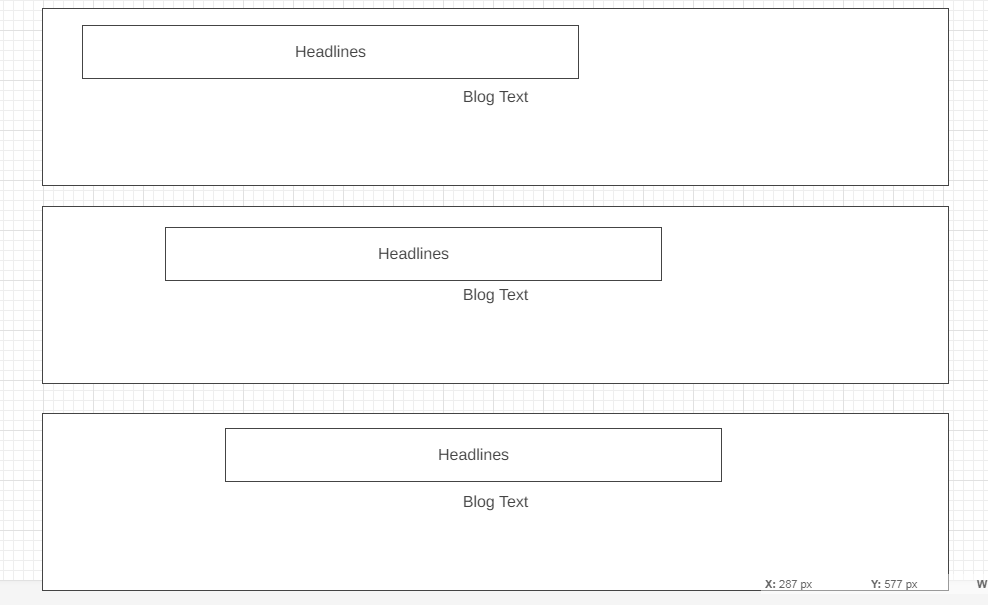 Headlines
Blog Text
Headlines
Blog Text
Headlines
Blog Text
X: 287 px Y: 577 px W